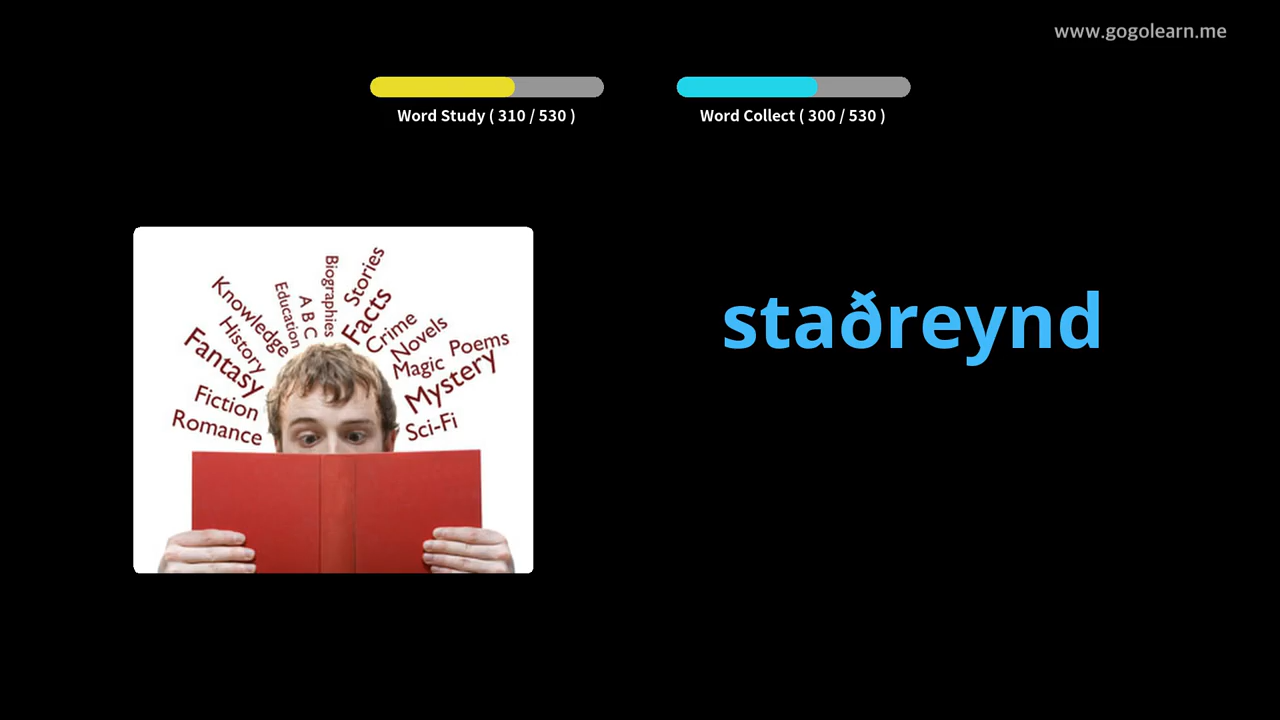 www.gogolearn.me
Word Study ( 310 / 530 )
Word Collect ( 300 / 530 )
Biographies
Stories
Facts
A B C
Education
Knowledge
History
Fantasy
Fiction
Romance
Crime
Novels
Poems
Magic
Mystery
Sci-Fi
staðreynd